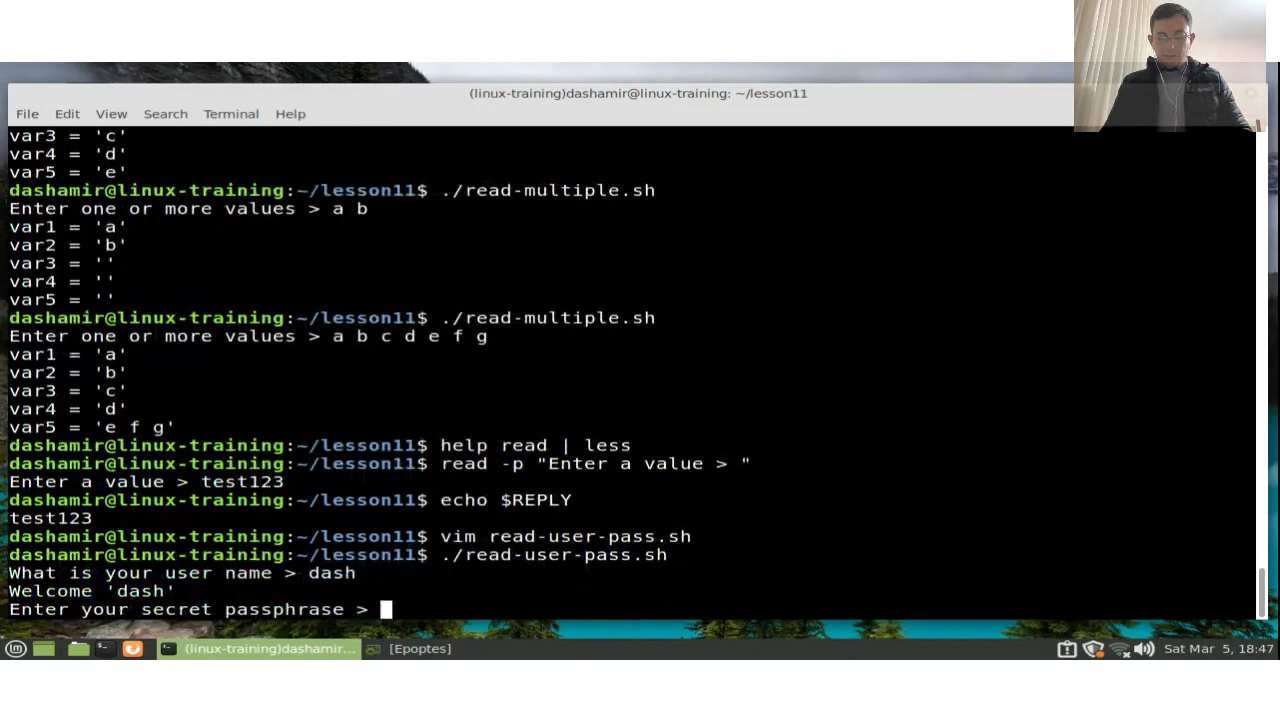 (linux-training)dashamir@linux-training: ~/lesson11
File Edit View Search Terminal Help
var3 = 'c'
var4 = 'd'
var5 = 'e'
dashamir@linux-training:~/lesson11$ ./read-multiple.sh
Enter one or more values > a b
var1 = 'a'
var2 = 'b'
var3 = ''
var4 = ''
var5 = ''
dashamir@linux-training:~/lesson11$ ./read-multiple.sh
Enter one or more values > a b c d e f g
var1 = 'a'
var2 = 'b'
var3 = 'c'
var4 = 'd'
var5 = 'e f g'
dashamir@linux-training:~/lesson11$ help read | less
dashamir@linux-training:~/lesson11$ read -p "Enter a value > "
Enter a value > test123
dashamir@linux-training:~/lesson11$ echo $REPLY
test123
dashamir@linux-training:~/lesson11$ vim read-user-pass.sh
dashamir@linux-training:~/lesson11$ ./read-user-pass.sh
What is your user name > dash
Welcome 'dash'
Enter your secret passphrase >
(linux-training)dashamir... [Epoptes] Sat Mar 5, 18:47